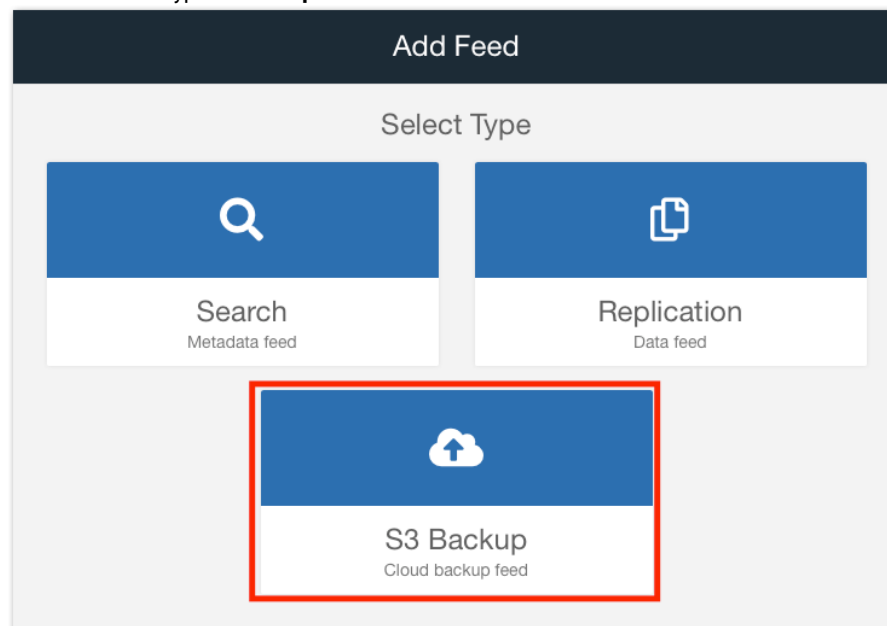 Add Feed
Select Type
Search
Metadata feed
Replication
Data feed
S3 Backup
Cloud backup feed